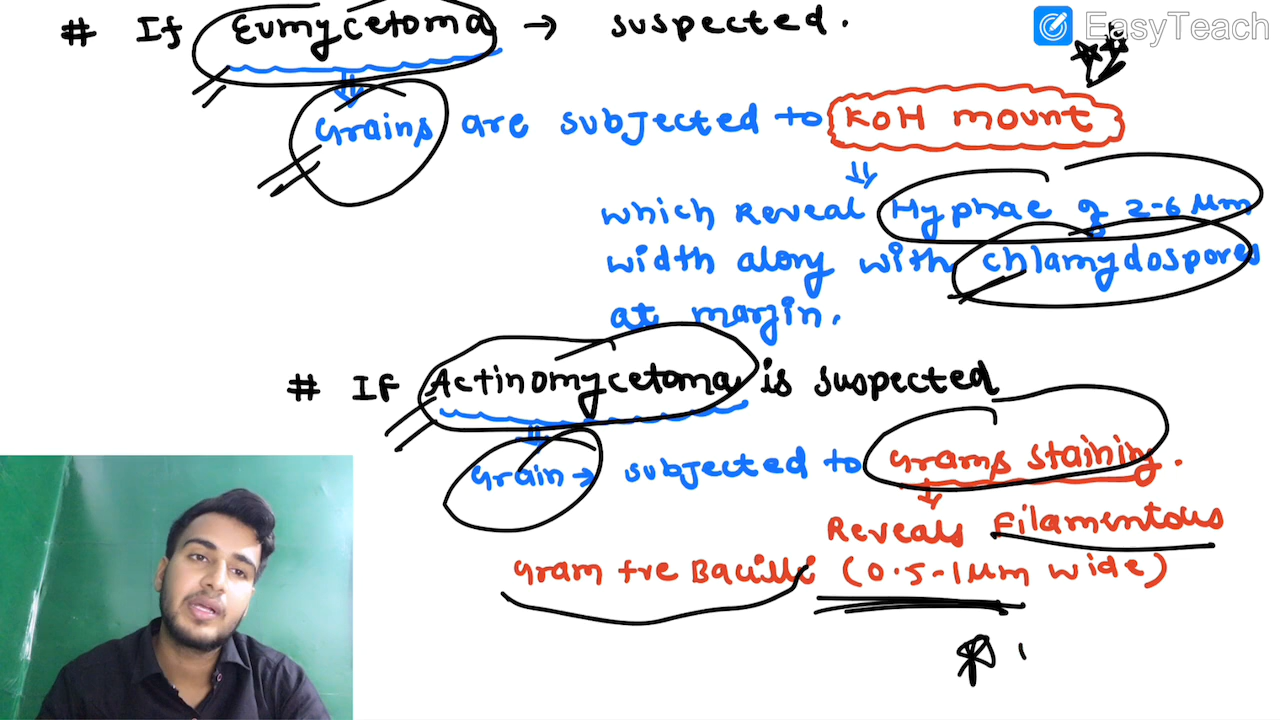 EasyTeach
# If Eumycetoma → suspected.
Grains are subjected to KOH mount
which Reveal Hyphae of 2-6 μm
width along with chlamydospores
at margin.
# If Actinomycetoma is suspected
Grain → subjected to Grams staining.
Reveals Filamentous
Gram +ve Bacilli (0.5-1μm wide)